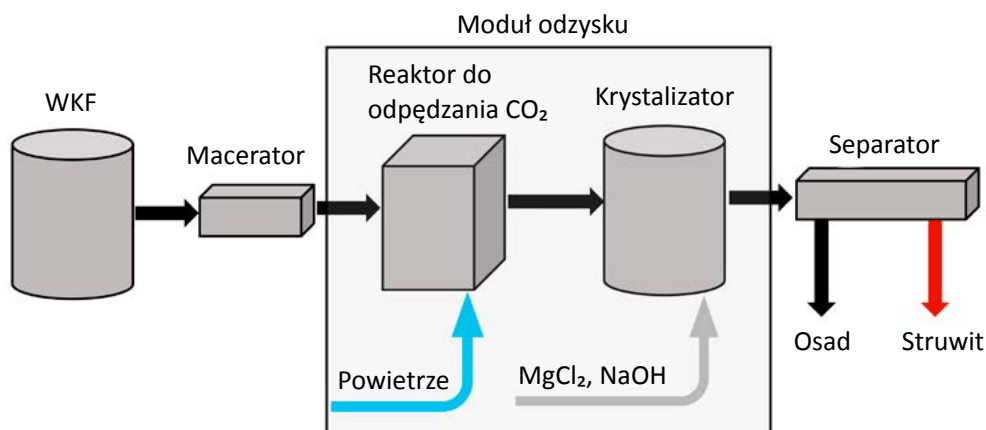 Moduł odzysku
WKF
Macerator
Reaktor do
odpędzania CO₂
Krystalizator
Separator
Powietrze
MgCl₂, NaOH
Osad
Struwit